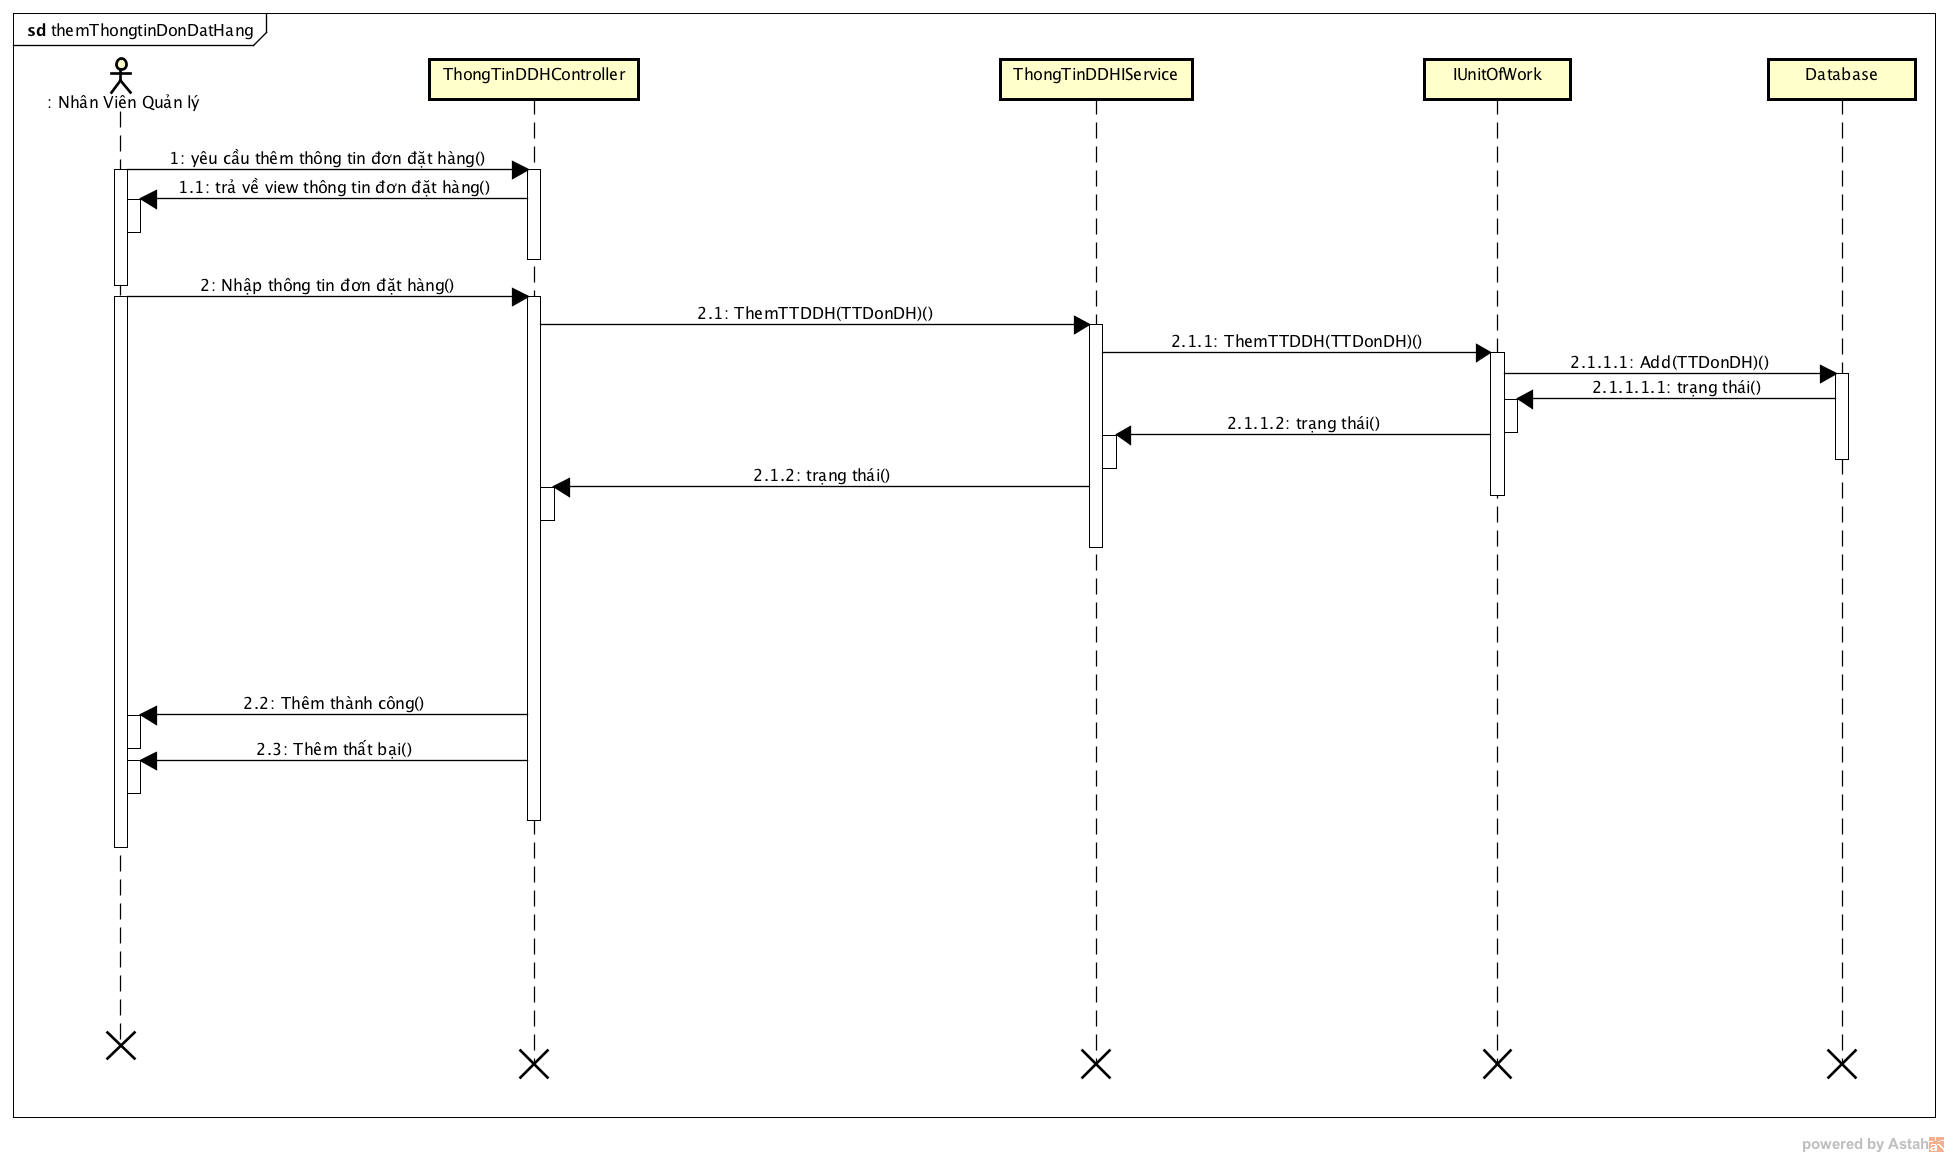 sd themThongtinDonDatHang
: Nhân Viên Quản lý
ThongTinDDHController
ThongTinDDHIService
IUnitOfWork
Database
1: yêu cầu thêm thông tin đơn đặt hàng()
1.1: trả về view thông tin đơn đặt hàng()
2: Nhập thông tin đơn đặt hàng()
2.1: ThemTTDDH(TTDonDH)()
2.1.1: ThemTTDDH(TTDonDH)()
2.1.1.1: Add(TTDonDH)()
2.1.1.1.1: trạng thái()
2.1.1.2: trạng thái()
2.1.2: trạng thái()
2.2: Thêm thành công()
2.3: Thêm thất bại()
powered by Astah